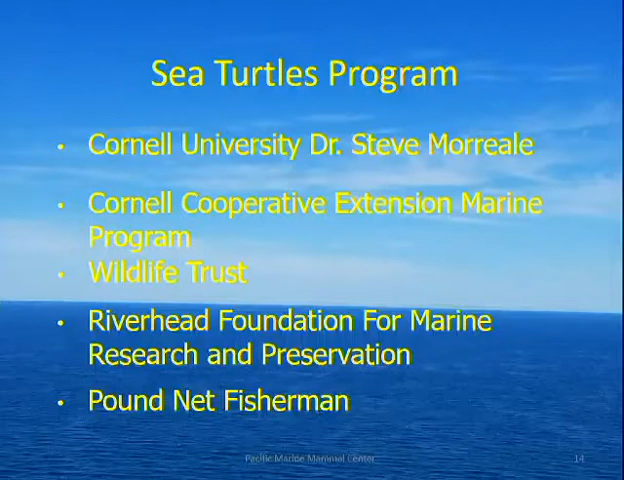 Sea Turtles Program
• Cornell University Dr. Steve Morreale
• Cornell Cooperative Extension Marine
Program
• Wildlife Trust
• Riverhead Foundation For Marine
Research and Preservation
• Pound Net Fisherman
Pacific Marine Mammal Center
14